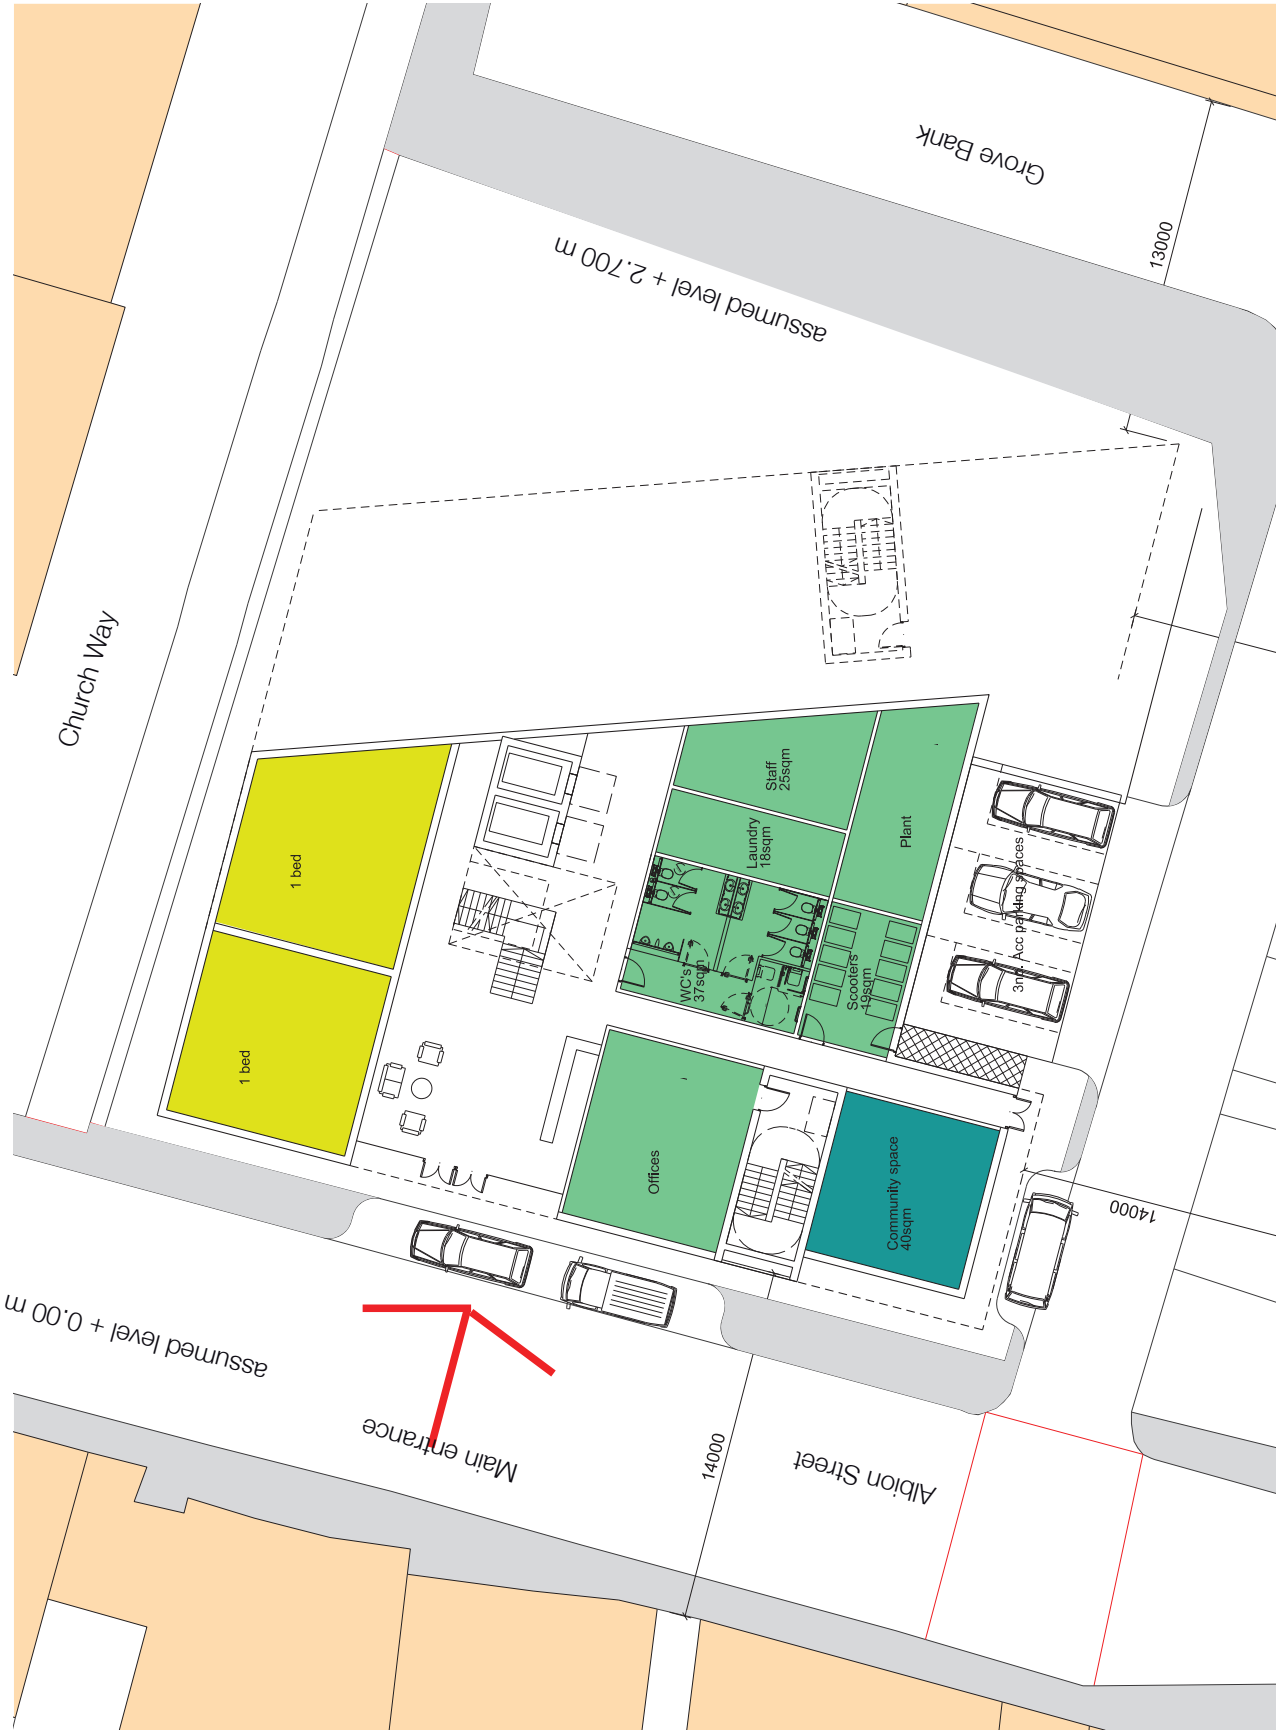 Grove Bank
13000
assumed level + 2.700 m
Church Way
1 bed
Staff
25sqm
Laundry
18sqm
Plant
WC's
37sqm
Scooters
19sqm
3no. Acc parking spaces
1 bed
Offices
Community space
40sqm
14000
assumed level + 0.00 m
Main entrance
14000
Albion Street